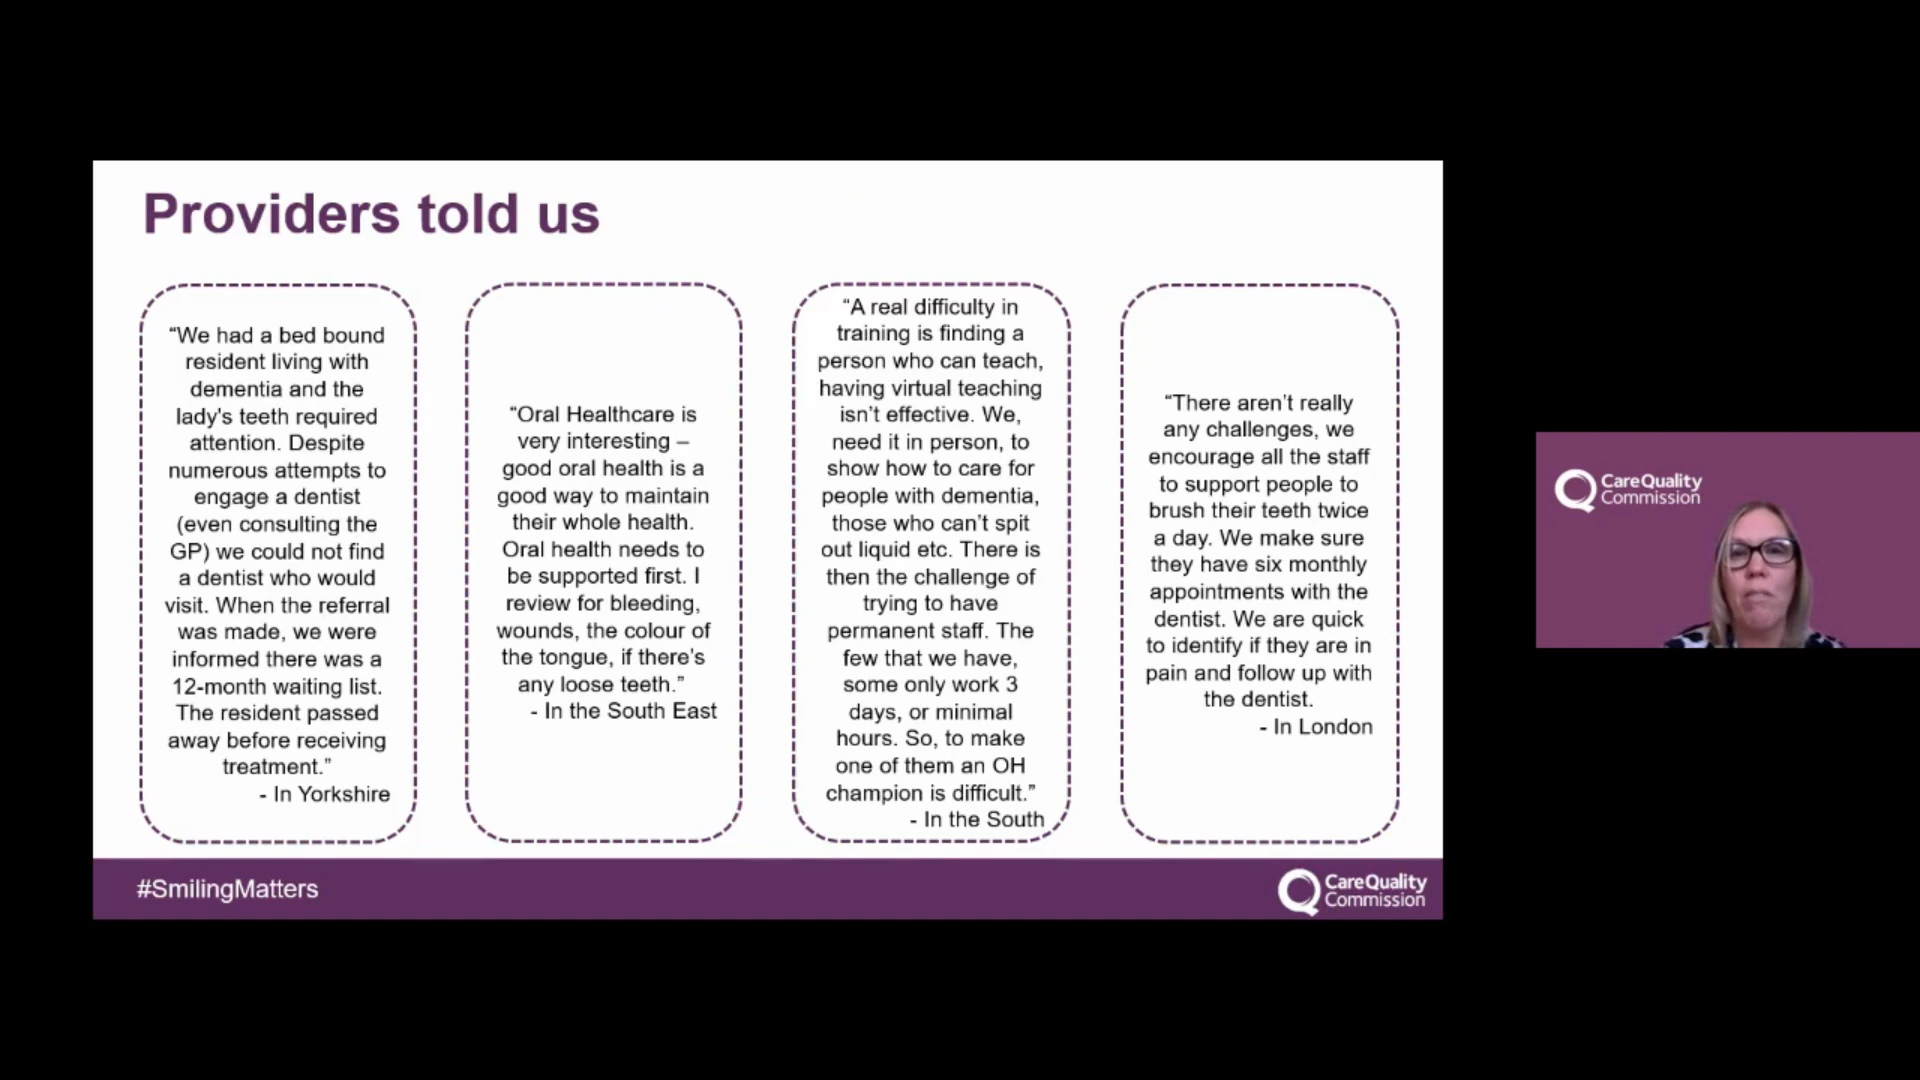 Providers told us
“We had a bed bound
resident living with
dementia and the
lady's teeth required
attention. Despite
numerous attempts to
engage a dentist
(even consulting the
GP) we could not find
a dentist who would
visit. When the referral
was made, we were
informed there was a
12-month waiting list.
The resident passed
away before receiving
treatment.”
- In Yorkshire
“Oral Healthcare is
very interesting –
good oral health is a
good way to maintain
their whole health.
Oral health needs to
be supported first. I
review for bleeding,
wounds, the colour of
the tongue, if there’s
any loose teeth.”
- In the South East
“A real difficulty in
training is finding a
person who can teach,
having virtual teaching
isn’t effective. We,
need it in person, to
show how to care for
people with dementia,
those who can’t spit
out liquid etc. There is
then the challenge of
trying to have
permanent staff. The
few that we have,
some only work 3
days, or minimal
hours. So, to make
one of them an OH
champion is difficult.”
- In the South
“There aren’t really
any challenges, we
encourage all the staff
to support people to
brush their teeth twice
a day. We make sure
they have six monthly
appointments with the
dentist. We are quick
to identify if they are in
pain and follow up with
the dentist.
- In London
#SmilingMatters
CareQuality
Commission
CareQuality
Commission